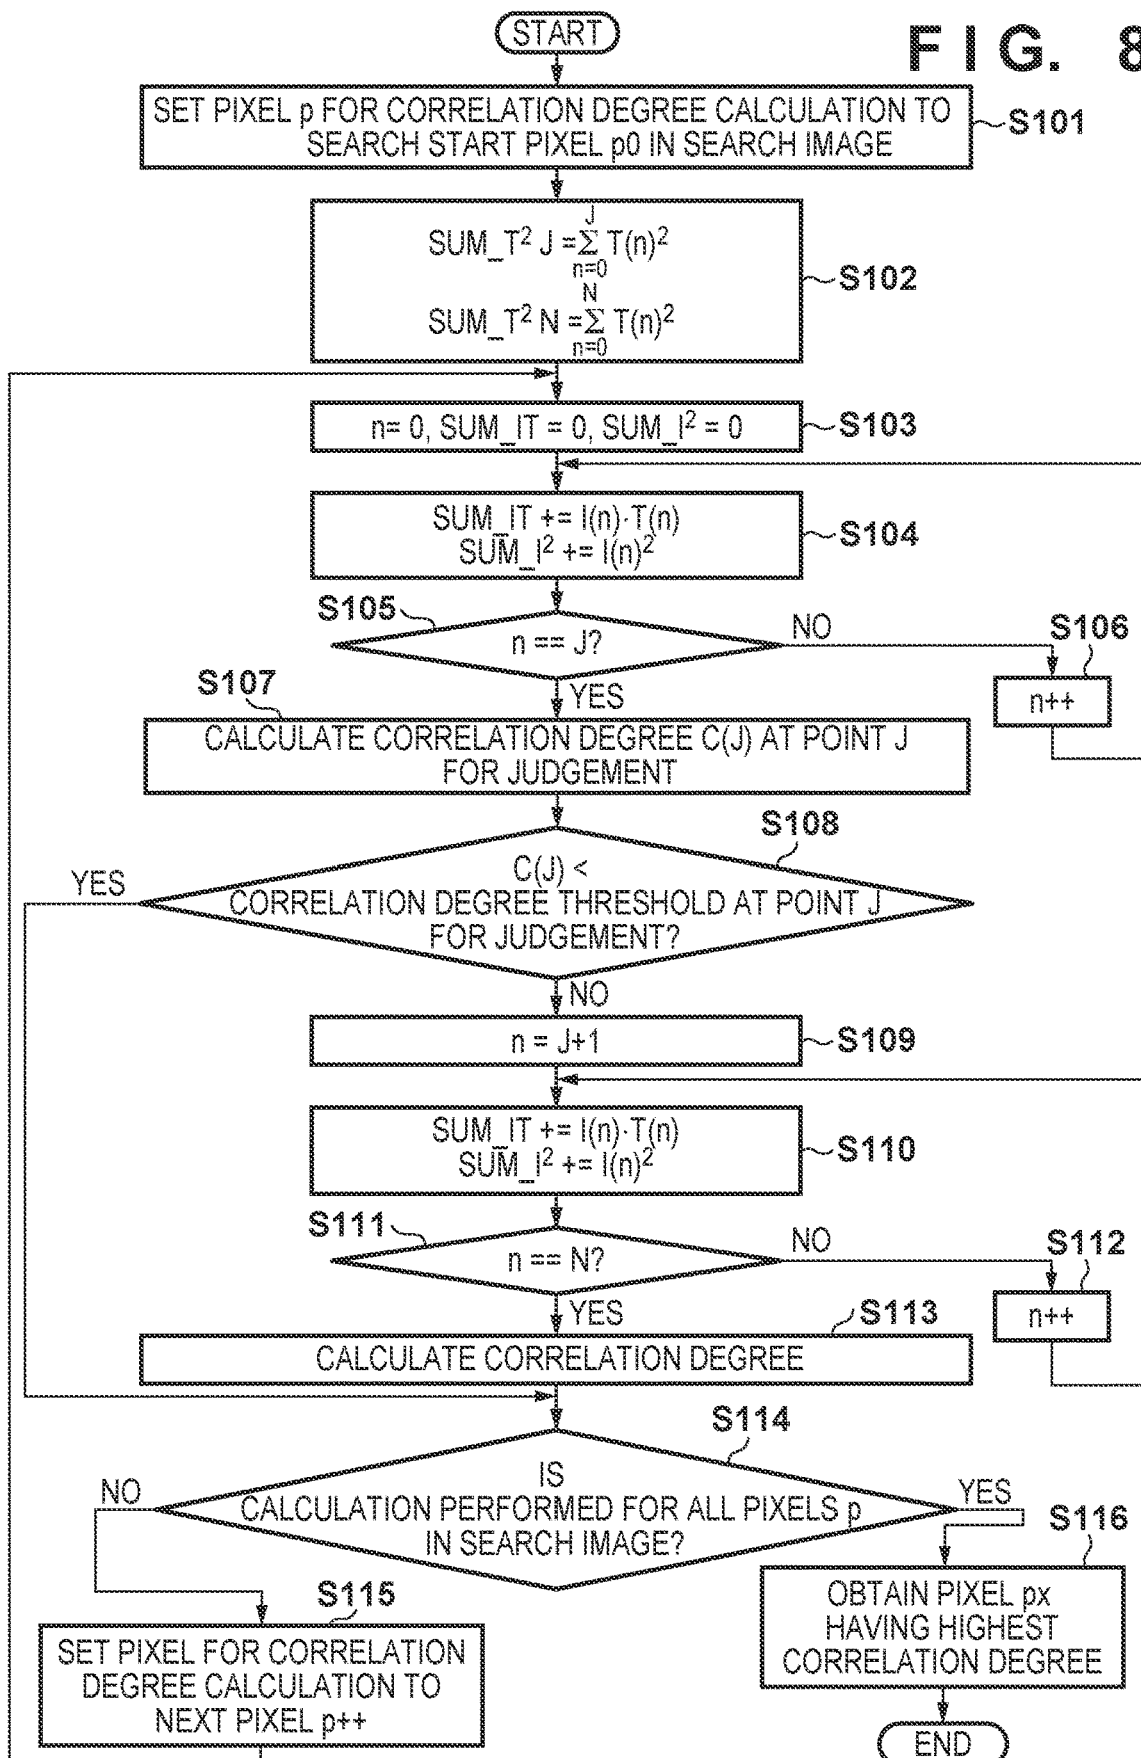 START
FIG. 8
SET PIXEL p FOR CORRELATION DEGREE CALCULATION TO
SEARCH START PIXEL p0 IN SEARCH IMAGE
S101
J
SUM_T² J =Σ T(n)²
n=0
N
SUM_T² N =Σ T(n)²
n=0
S102
n= 0, SUM_IT = 0, SUM_I² = 0
S103
SUM_IT += I(n)·T(n)
SUM_I² += I(n)²
S104
S105
n == J?
NO
S106
n++
YES
S107
CALCULATE CORRELATION DEGREE C(J) AT POINT J
FOR JUDGEMENT
S108
YES
C(J) <
CORRELATION DEGREE THRESHOLD AT POINT J
FOR JUDGEMENT?
NO
n = J+1
S109
SUM_IT += I(n)·T(n)
SUM_I² += I(n)²
S110
S111
n == N?
NO
S112
n++
YES
S113
CALCULATE CORRELATION DEGREE
S114
NO
IS
CALCULATION PERFORMED FOR ALL PIXELS p
IN SEARCH IMAGE?
YES
S116
OBTAIN PIXEL px
HAVING HIGHEST
CORRELATION DEGREE
S115
SET PIXEL FOR CORRELATION
DEGREE CALCULATION TO
NEXT PIXEL p++
END